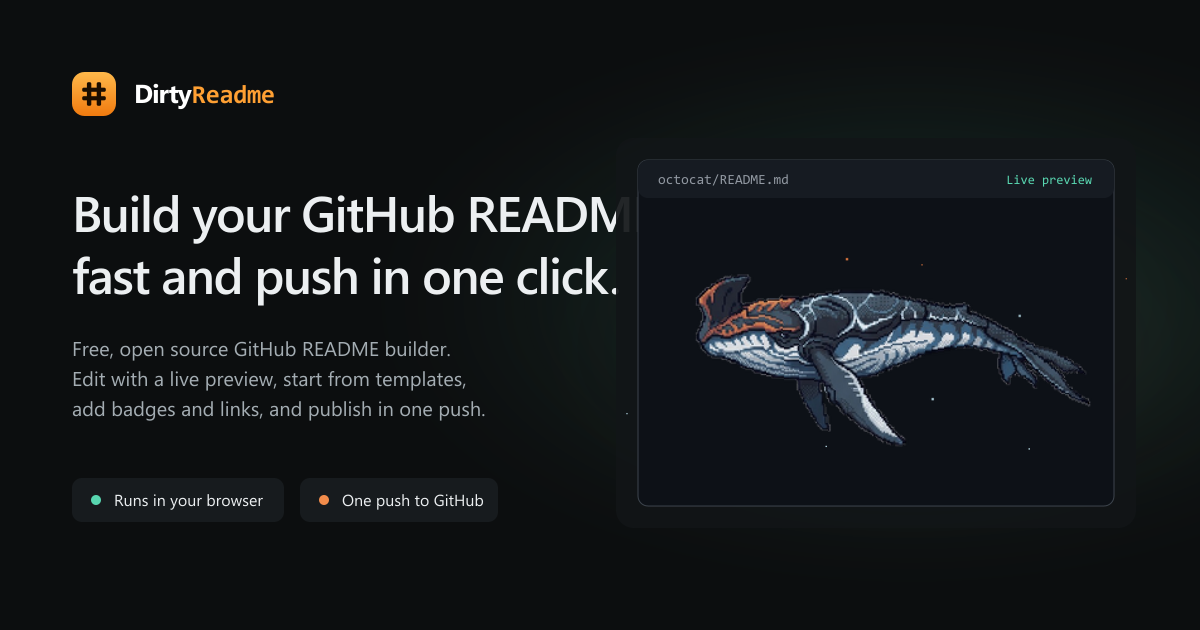 DirtyReadme
Build your GitHub READM
fast and push in one click.
Free, open source GitHub README builder.
Edit with a live preview, start from templates,
add badges and links, and publish in one push.
Runs in your browser
One push to GitHub
octocat/README.md
Live preview